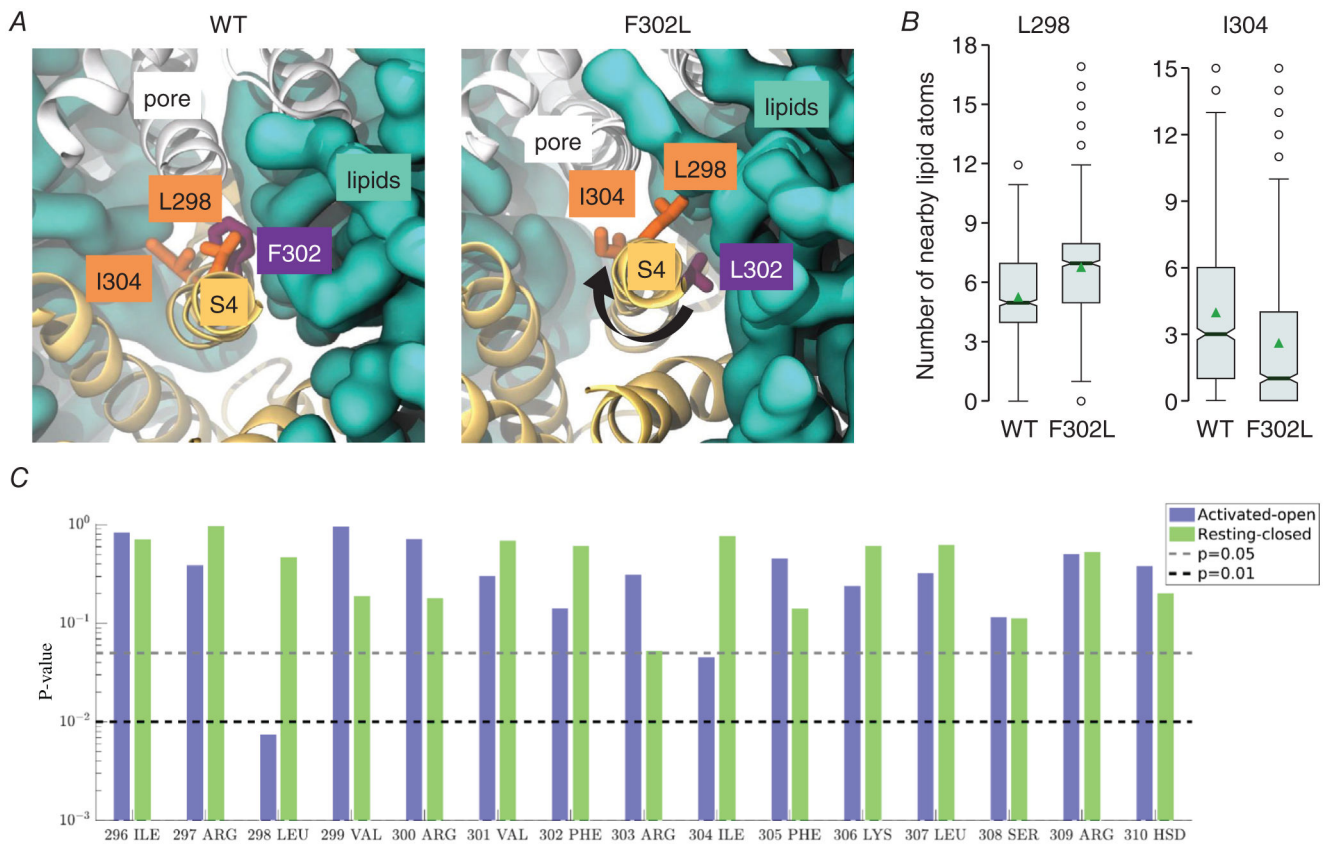 A
WT
F302L
pore
L298
lipids
F302
I304
S4
pore
lipids
L298
I304
S4
L302
B
L298
I304
Number of nearby lipid atoms
18
15
12
9
6
3
0
WT F302L
15
12
9
6
3
0
WT F302L
C
P-value
10⁰
10⁻¹
10⁻²
10⁻³
Activated-open
Resting-closed
p=0.05
p=0.01
296 ILE 297 ARG 298 LEU 299 VAL 300 ARG 301 VAL 302 PHE 303 ARG 304 ILE 305 PHE 306 LYS 307 LEU 308 SER 309 ARG 310 HSD